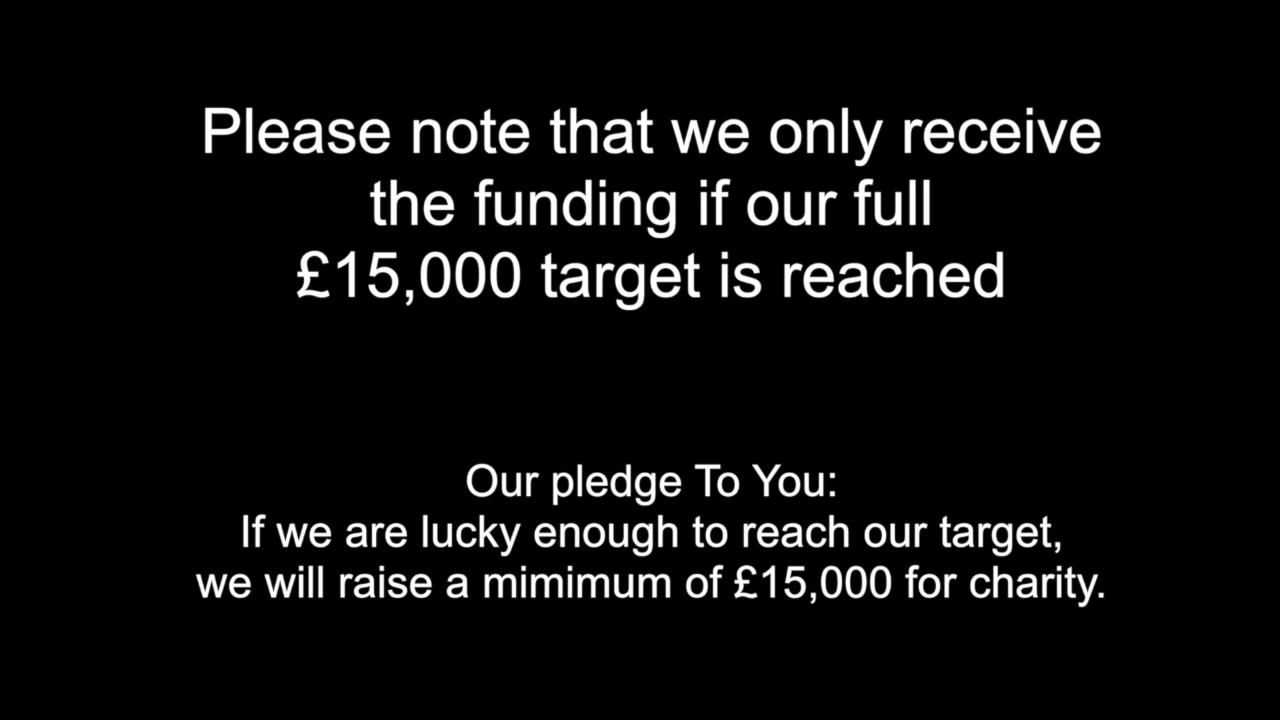 Please note that we only receive
the funding if our full
£15,000 target is reached
Our pledge To You:
If we are lucky enough to reach our target,
we will raise a mimimum of £15,000 for charity.